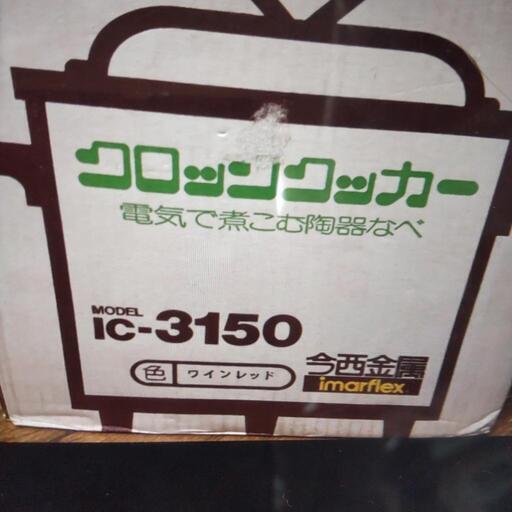 クロッンクッカー
電気で煮こむ陶器なべ
MODEL
IC-3150
色 ワインレッド
今西金属
imarflex